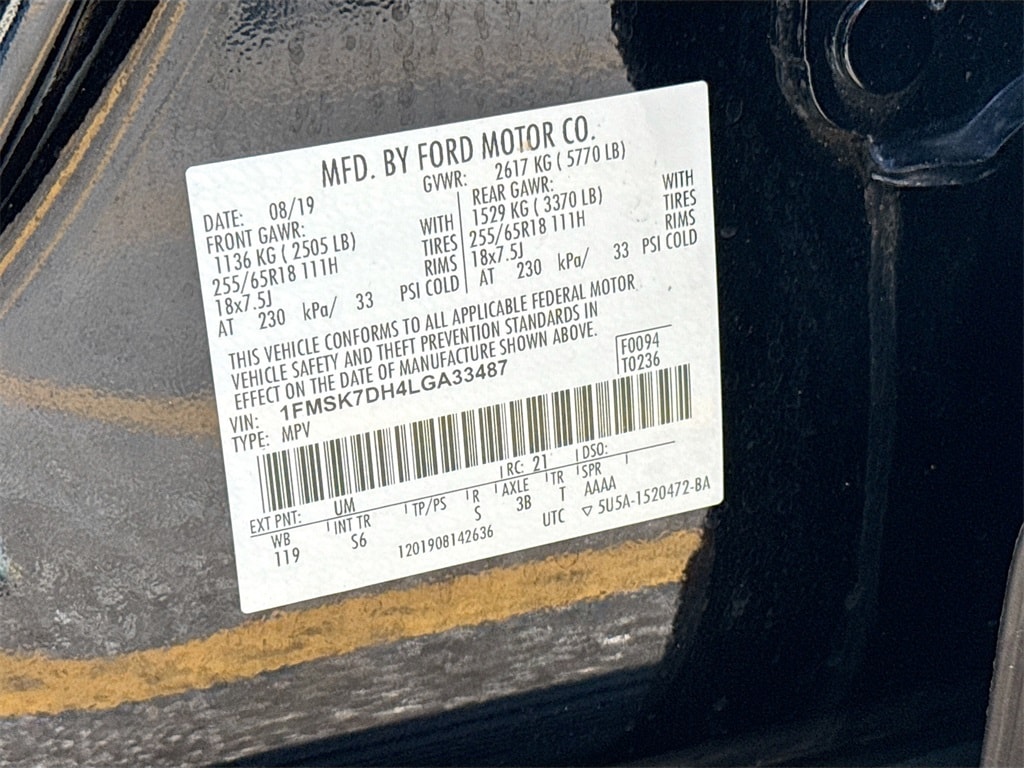 MFD. BY FORD MOTOR CO.
DATE: 08/19 GVWR: 2617 KG ( 5770 LB)
FRONT GAWR: REAR GAWR:
1136 KG ( 2505 LB) WITH 1529 KG ( 3370 LB) WITH
255/65R18 111H TIRES 255/65R18 111H TIRES
18x7.5J RIMS 18x7.5J RIMS
AT 230 kPa/ 33 PSI COLD AT 230 kPa/ 33 PSI COLD
THIS VEHICLE CONFORMS TO ALL APPLICABLE FEDERAL MOTOR
VEHICLE SAFETY AND THEFT PREVENTION STANDARDS IN
EFFECT ON THE DATE OF MANUFACTURE SHOWN ABOVE.
VIN: 1FMSK7DH4LGA33487 F0094
TYPE: MPV T0236
EXT PNT: UM RC: 21 DSO:
WB INT TR TP/PS R AXLE TR SPR
119 S6 S 3B T AAAA
1201908142636 UTC ▽ 5U5A-1520472-BA